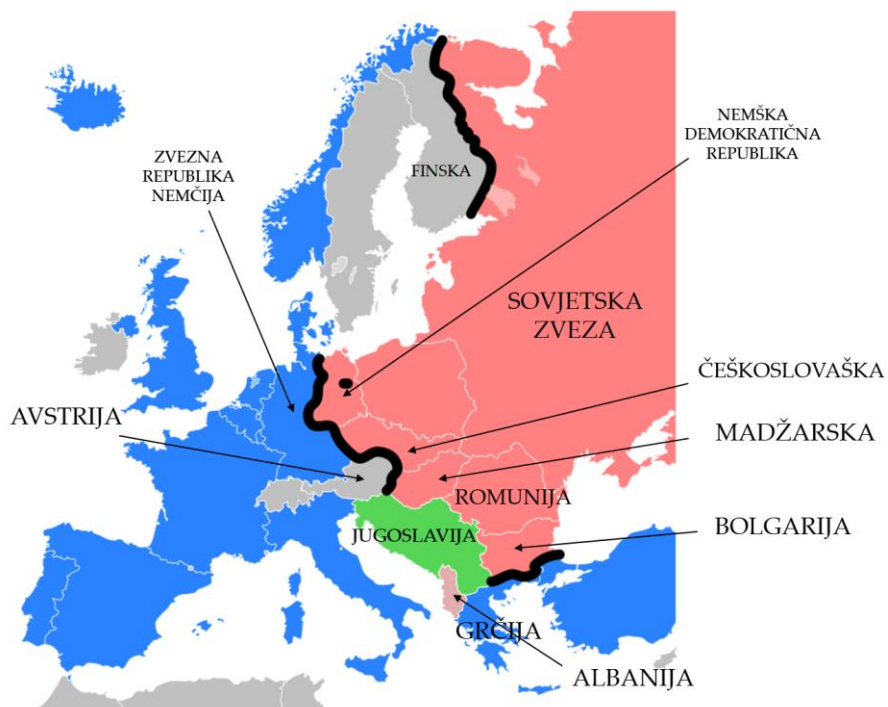 NEMŠKA
DEMOKRATIČNA
REPUBLIKA
ZVEZNA
REPUBLIKA
NEMČIJA
FINSKA
SOVJETSKA
ZVEZA
ČEŠKOSLOVAŠKA
AVSTRIJA
MADŽARSKA
ROMUNIJA
BOLGARIJA
JUGOSLAVIJA
GRČIJA
ALBANIJA